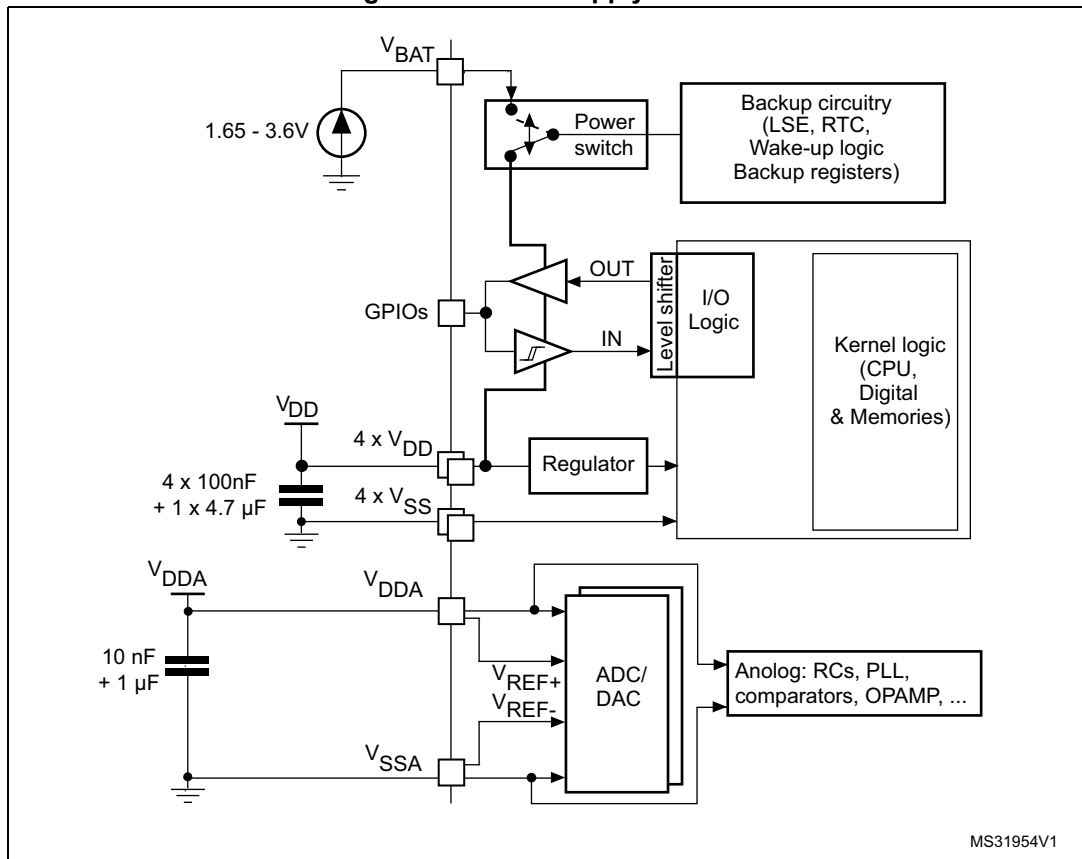 VBAT
1.65 - 3.6V
Power
switch
Backup circuitry
(LSE, RTC,
Wake-up logic
Backup registers)
GPIOs
OUT
IN
Level shifter
I/O
Logic
Kernel logic
(CPU,
Digital
& Memories)
VDD
4 x VDD
Regulator
4 x 100nF
+ 1 x 4.7 μF
4 x VSS
VDDA
VDDA
10 nF
+ 1 μF
VREF+
VREF-
ADC/
DAC
Anolog: RCs, PLL,
comparators, OPAMP, ...
VSSA
MS31954V1